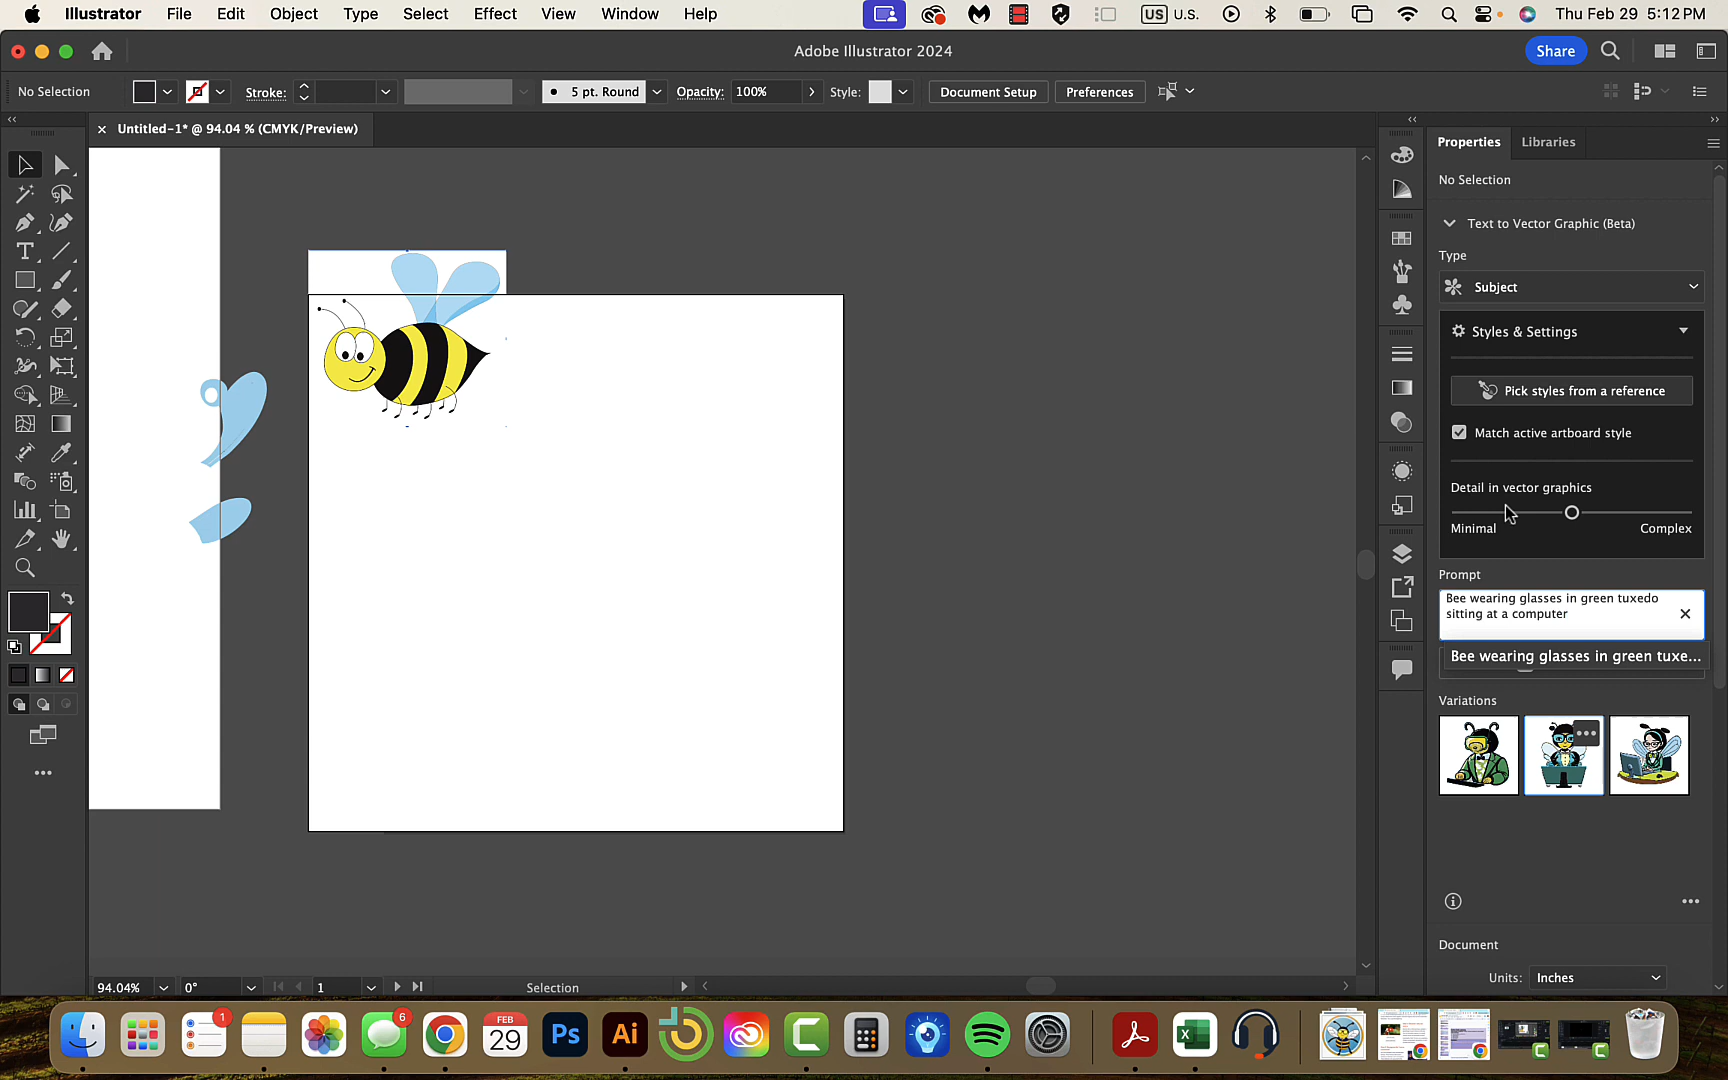 Illustrator File Edit Object Type Select Effect View Window Help US U.S. Thu Feb 29 5:12 PM
Adobe Illustrator 2024 Share
No Selection Stroke: 5 pt. Round Opacity: 100% Style: Document Setup Preferences
Untitled-1* @ 94.04 % (CMYK/Preview)
Properties Libraries
No Selection
Text to Vector Graphic (Beta)
Type
Subject
Styles & Settings
Pick styles from a reference
Match active artboard style
Detail in vector graphics
Minimal Complex
Prompt
Bee wearing glasses in green tuxedo
sitting at a computer
Bee wearing glasses in green tuxe...
Variations
Document
Units: Inches
94.04% 0° 1 Selection
1 6 FEB 29 Ps Ai